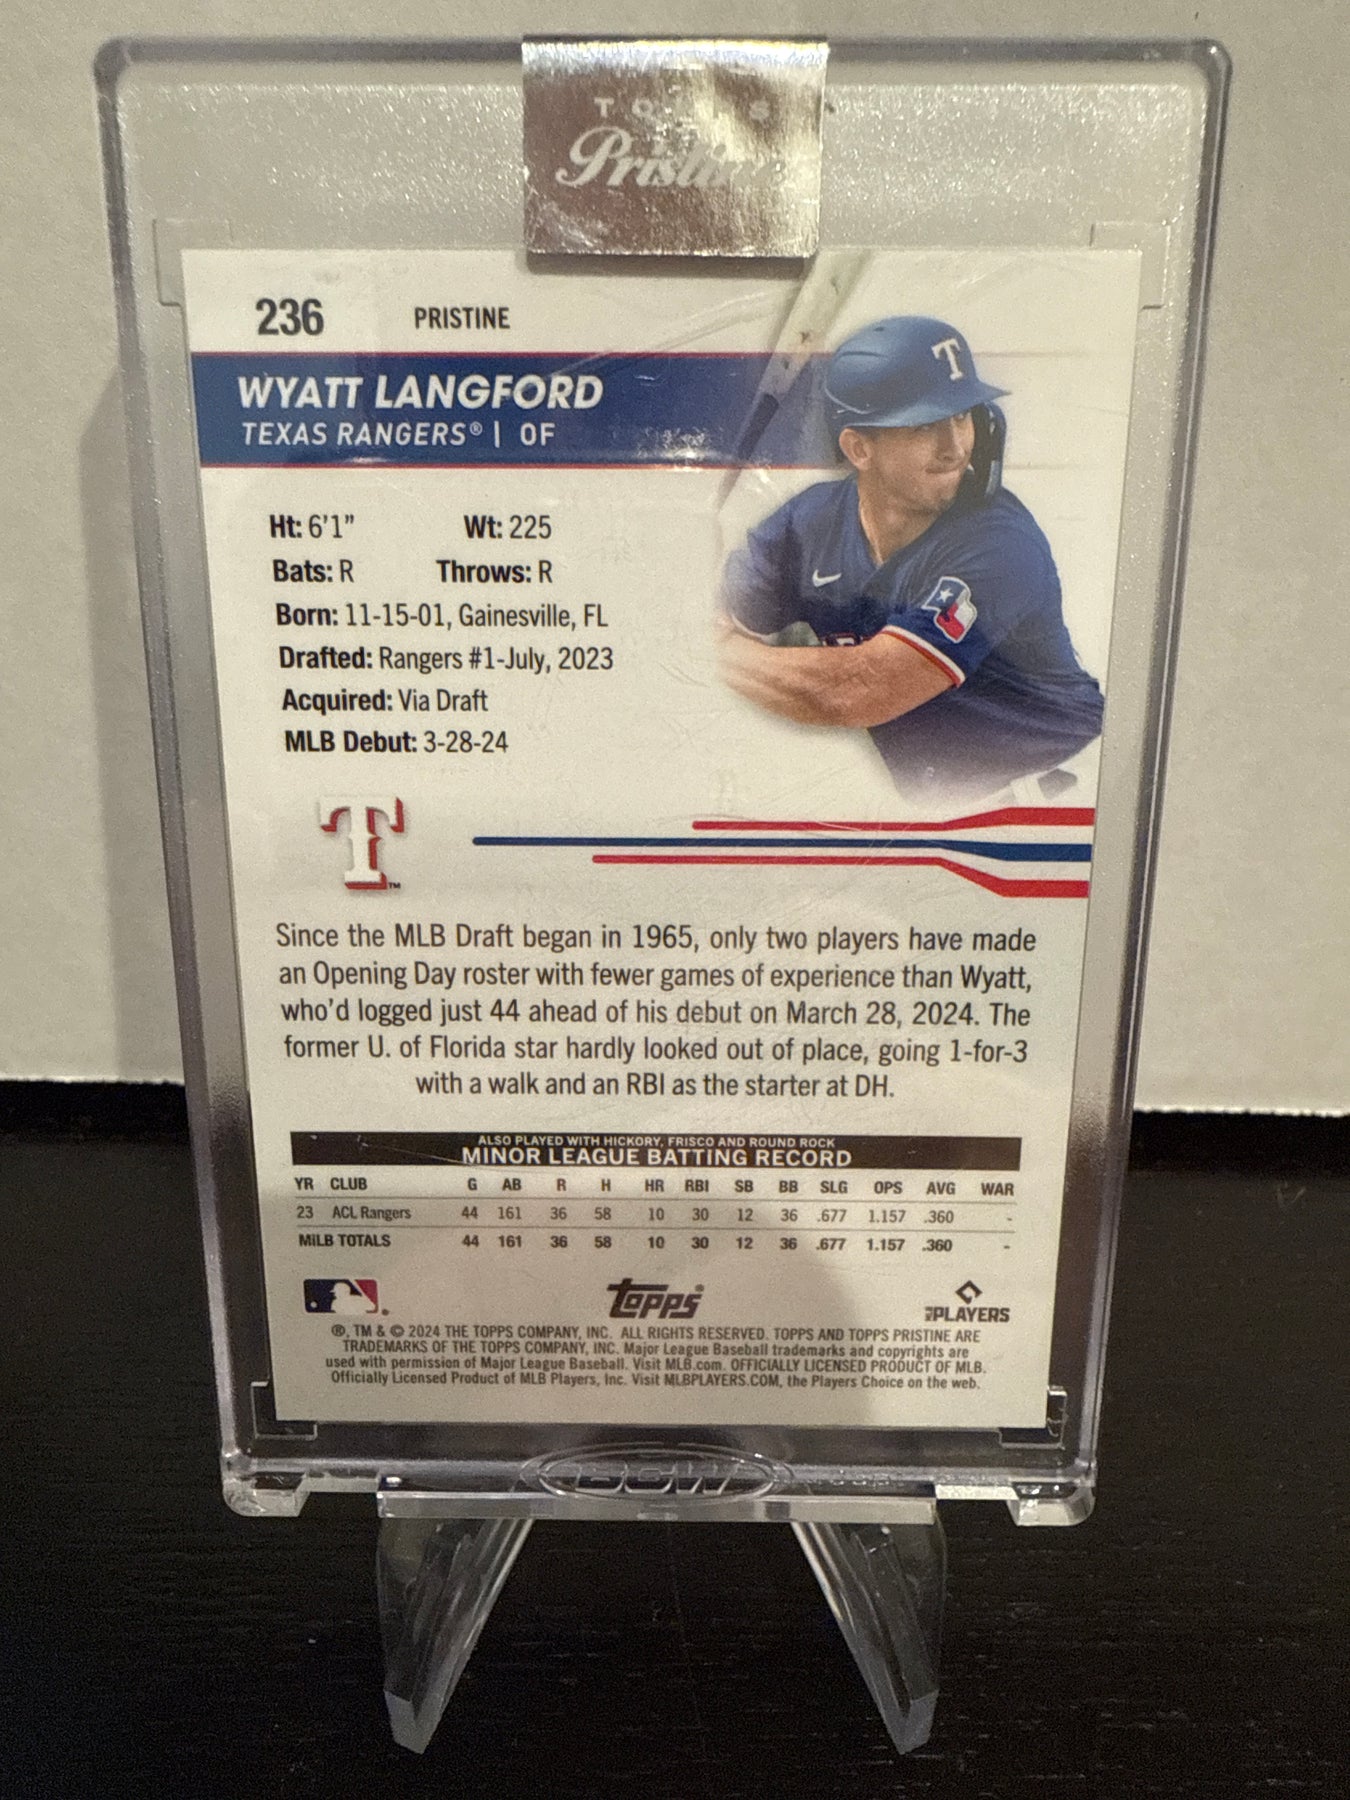 TOPPS
Pristine
236 PRISTINE
WYATT LANGFORD
TEXAS RANGERS® | OF
T
Ht: 6'1" Wt: 225
Bats: R Throws: R
Born: 11-15-01, Gainesville, FL
Drafted: Rangers #1-July, 2023
Acquired: Via Draft
MLB Debut: 3-28-24
T™
Since the MLB Draft began in 1965, only two players have made
an Opening Day roster with fewer games of experience than Wyatt,
who'd logged just 44 ahead of his debut on March 28, 2024. The
former U. of Florida star hardly looked out of place, going 1-for-3
with a walk and an RBI as the starter at DH.
ALSO PLAYED WITH HICKORY, FRISCO AND ROUND ROCK
MINOR LEAGUE BATTING RECORD
YR CLUB G AB R H HR RBI SB BB SLG OPS AVG WAR
23 ACL Rangers 44 161 36 58 10 30 12 36 .677 1.157 .360 -
MiLB TOTALS 44 161 36 58 10 30 12 36 .677 1.157 .360 -
Topps® PLAYERS
®, TM & © 2024 THE TOPPS COMPANY, INC. ALL RIGHTS RESERVED. TOPPS AND TOPPS PRISTINE ARE
TRADEMARKS OF THE TOPPS COMPANY, INC. Major League Baseball trademarks and copyrights are
used with permission of Major League Baseball. Visit MLB.com. OFFICIALLY LICENSED PRODUCT OF MLB.
Officially Licensed Product of MLB Players, Inc. Visit MLBPLAYERS.COM, the Players Choice on the web.
BCW